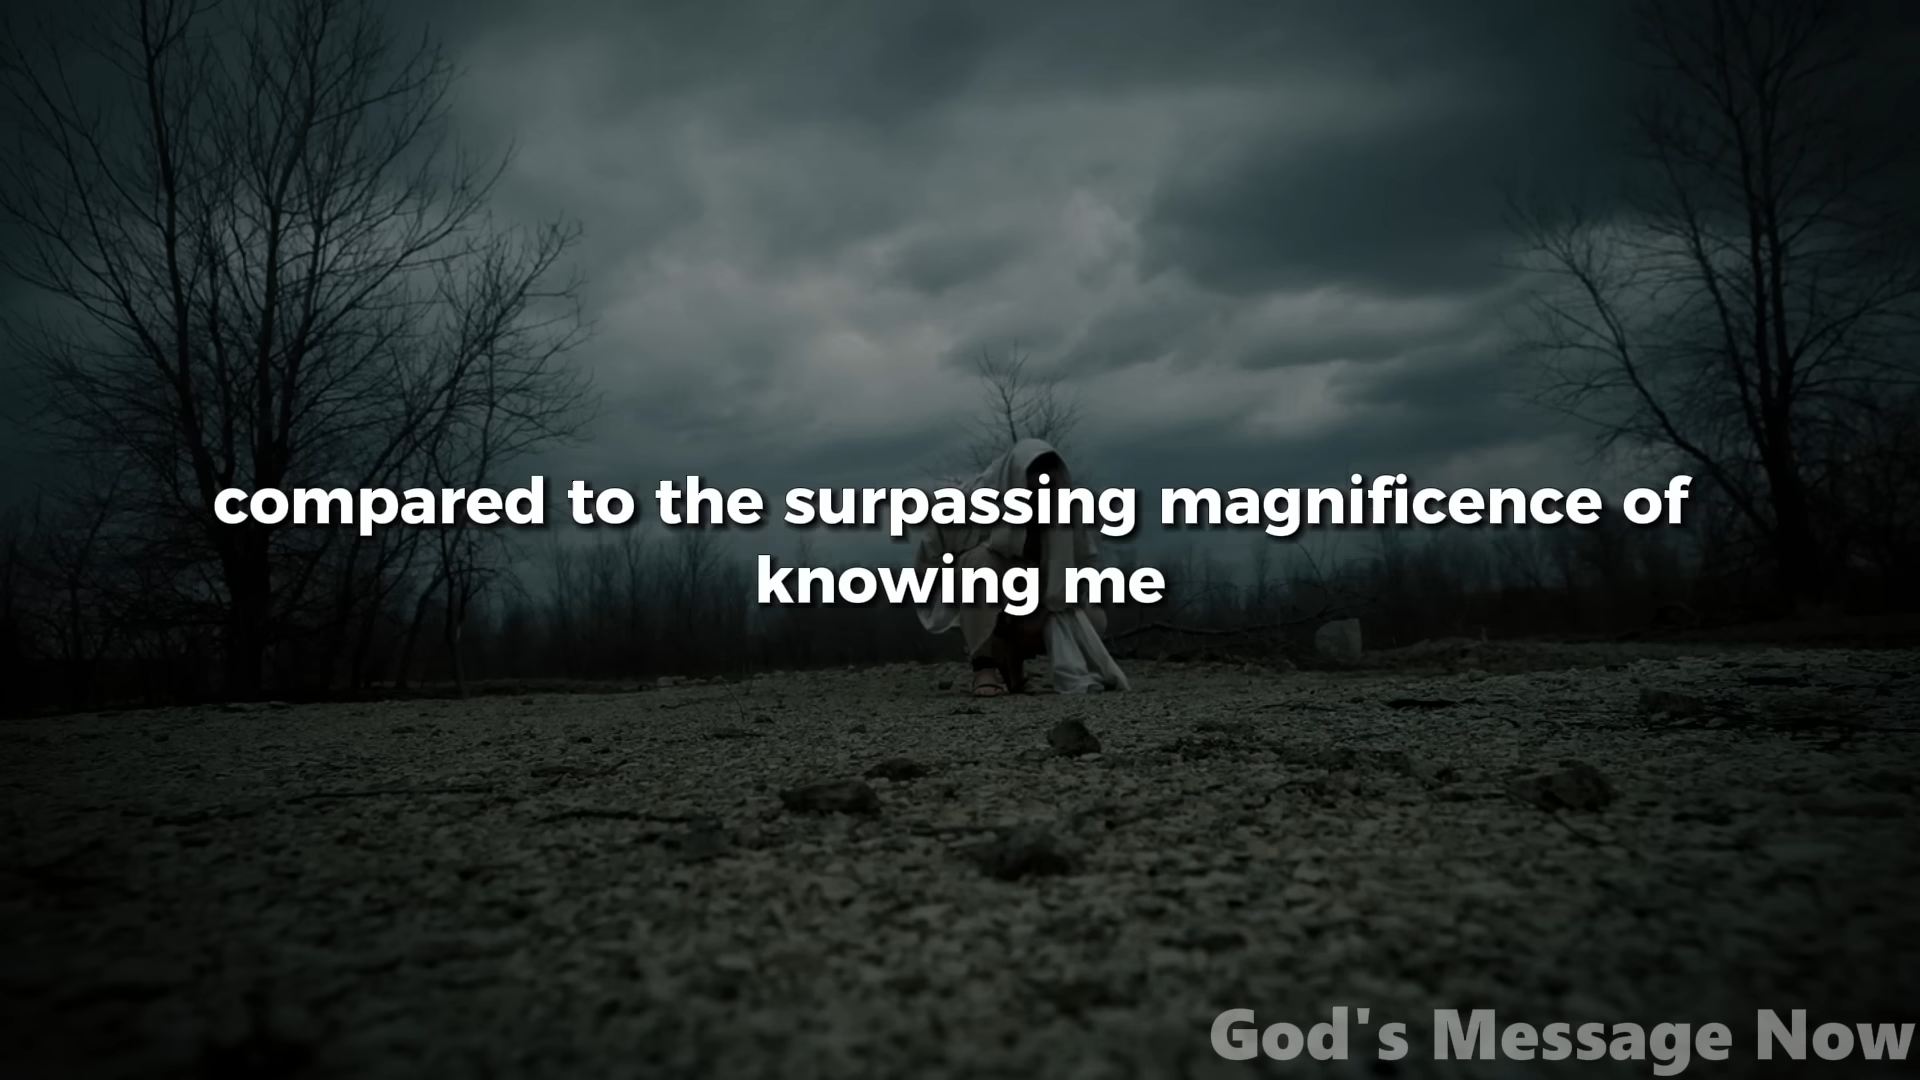 compared to the surpassing magnificence of
knowing me
God's Message Now